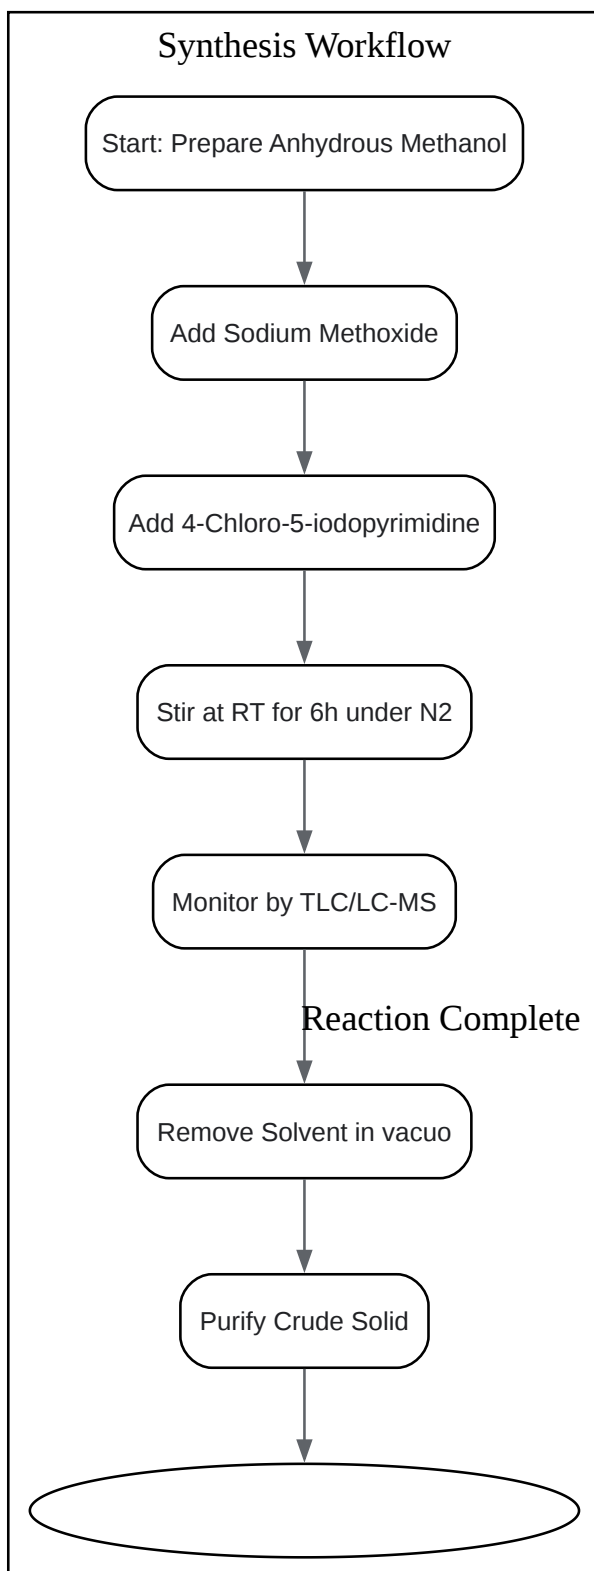 Synthesis Workflow
Start: Prepare Anhydrous Methanol
Add Sodium Methoxide
Add 4-Chloro-5-iodopyrimidine
Stir at RT for 6h under N2
Monitor by TLC/LC-MS
Reaction Complete
Remove Solvent in vacuo
Purify Crude Solid